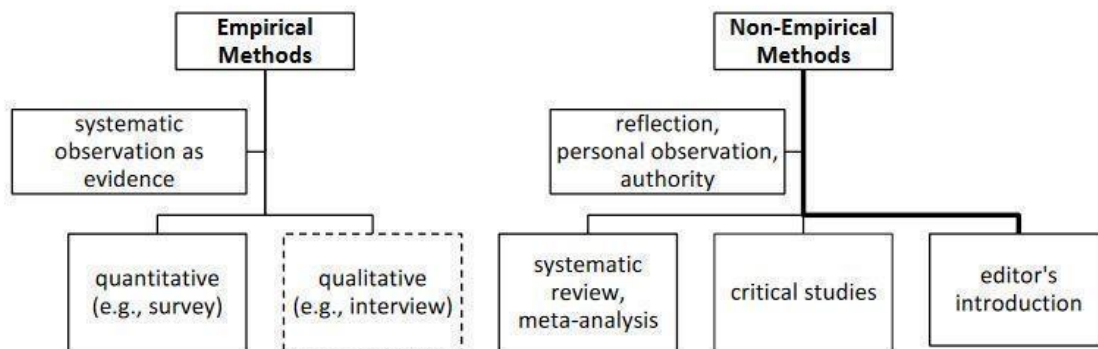 Empirical
Methods
Non-Empirical
Methods
systematic
observation as
evidence
reflection,
personal observation,
authority
quantitative
(e.g., survey)
qualitative
(e.g., interview)
systematic
review,
meta-analysis
critical studies
editor's
introduction